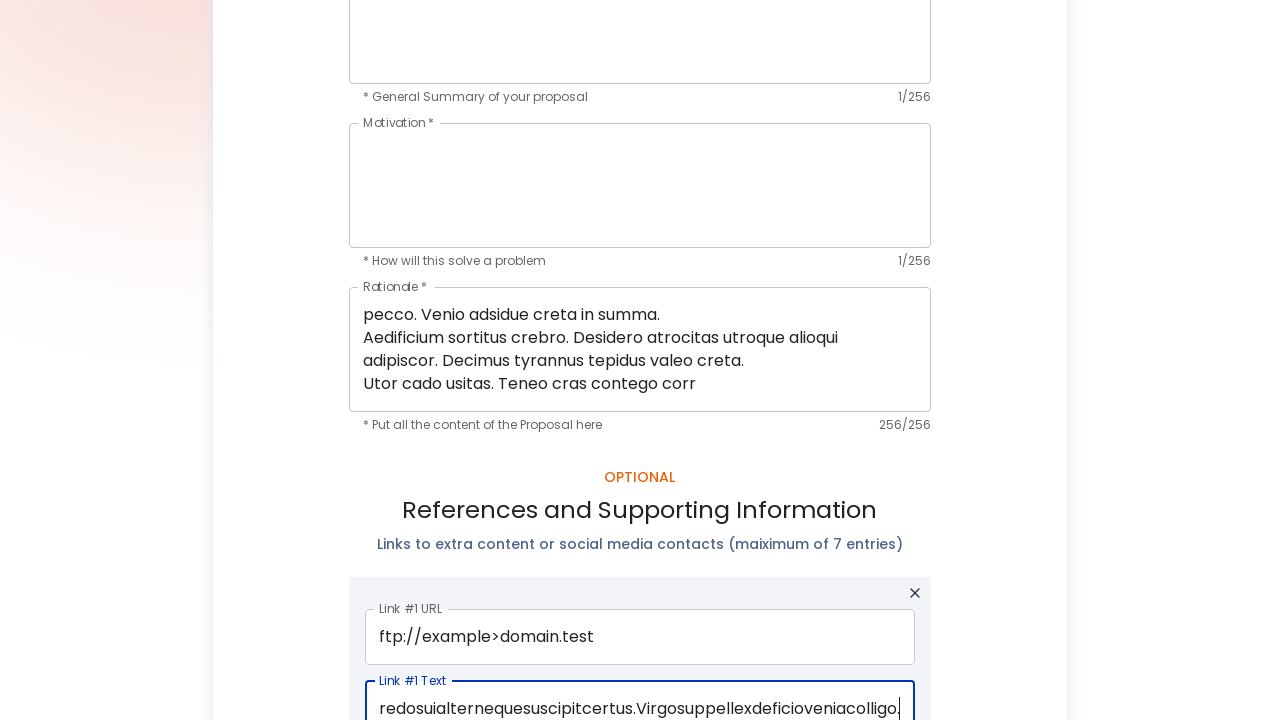 * General Summary of your proposal 1/256
Motivation *
* How will this solve a problem 1/256
Rationale *
pecco. Venio adsidue creta in summa.
Aedificium sortitus crebro. Desidero atrocitas utroque alioqui
adipiscor. Decimus tyrannus tepidus valeo creta.
Utor cado usitas. Teneo cras contego corr
* Put all the content of the Proposal here 256/256
OPTIONAL
References and Supporting Information
Links to extra content or social media contacts (maiximum of 7 entries)
Link #1 URL
ftp://example>domain.test
Link #1 Text
redosuialternequesuscipitcertus.Virgosuppellexdeficioveniacolligo.